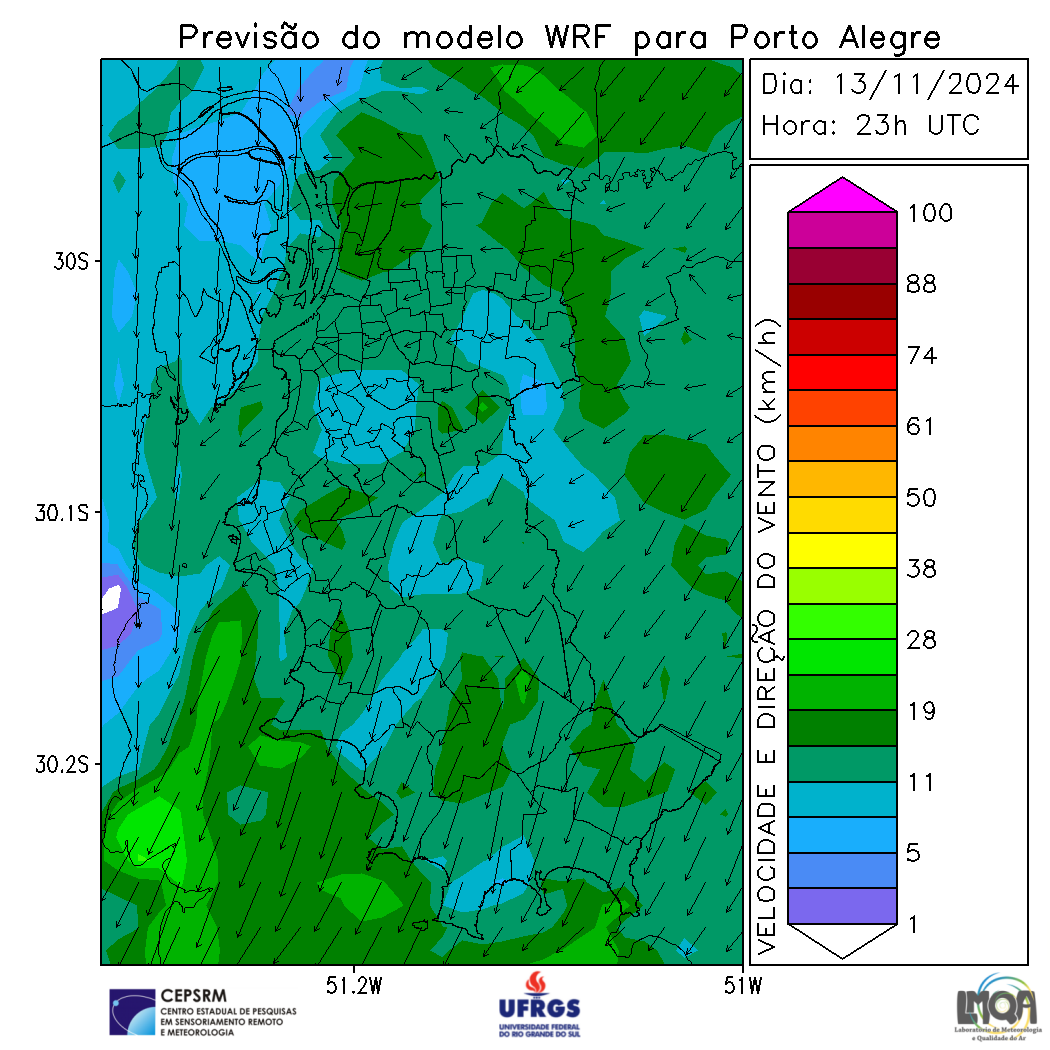 Previsão do modelo WRF para Porto Alegre
Dia: 13/11/2024
Hora: 23h UTC
30S
30.1S
30.2S
51.2W
51W
VELOCIDADE E DIREÇÃO DO VENTO (km/h)
100
88
74
61
50
38
28
19
11
5
1
CEPSRM
CENTRO ESTADUAL DE PESQUISAS
EM SENSORIAMENTO REMOTO
E METEOROLOGIA
UFRGS
UNIVERSIDADE FEDERAL
DO RIO GRANDE DO SUL
LMQA
Laboratório de Meteorologia
e Qualidade do Ar